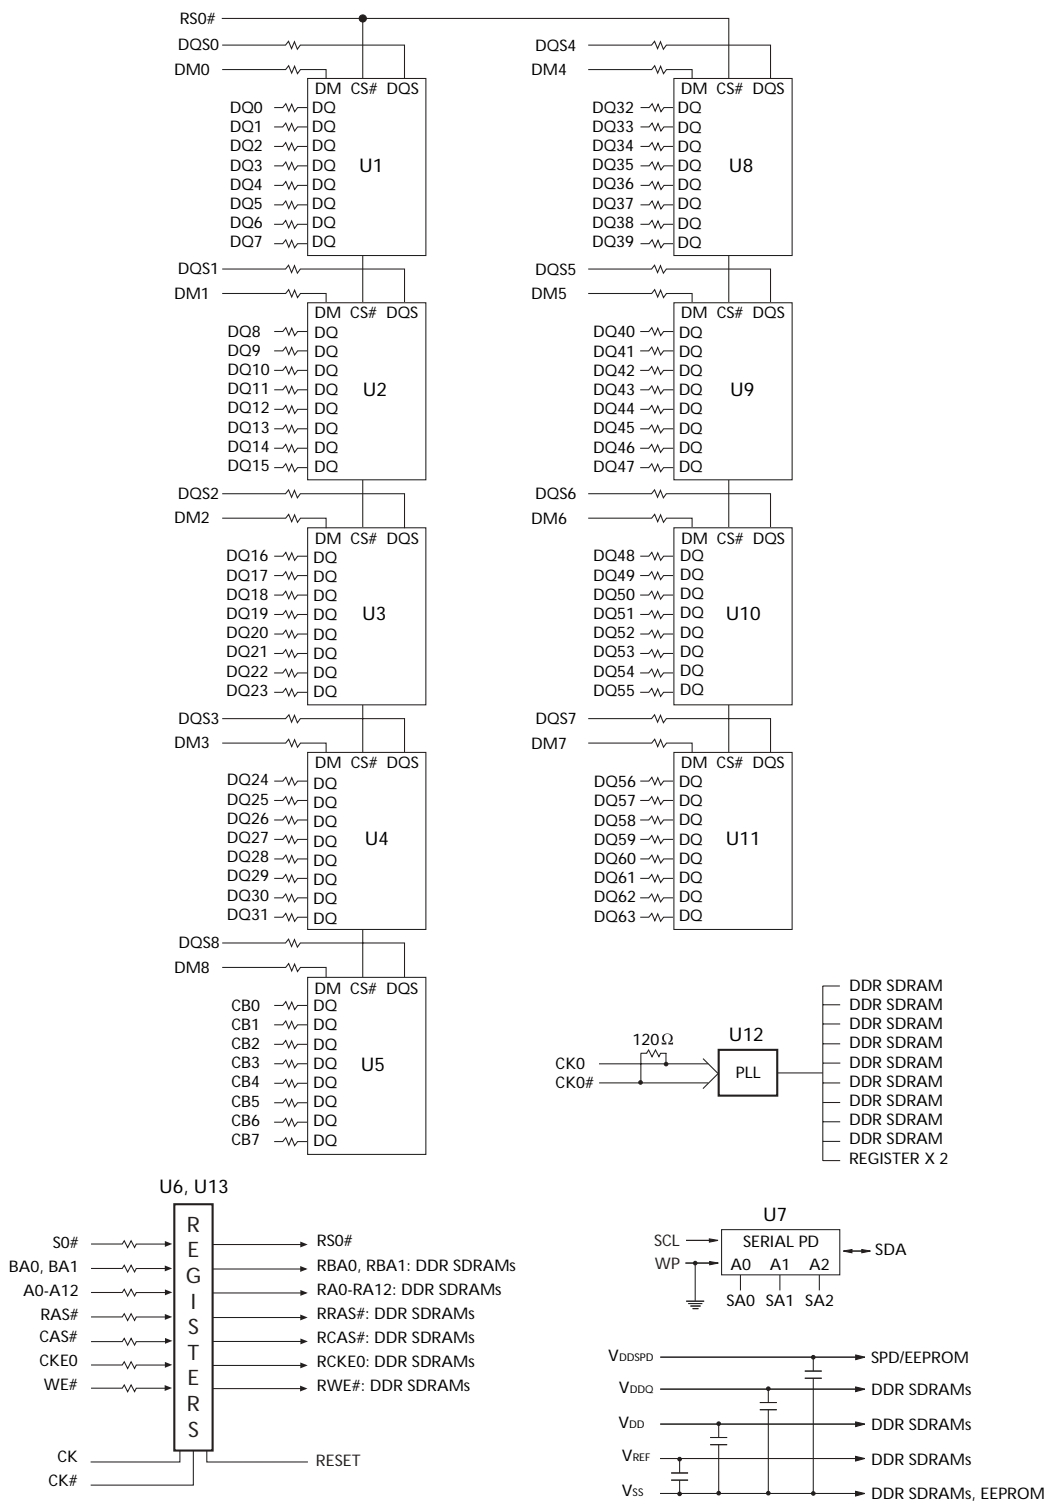 RS0#
DQS0
DM0
DM CS# DQS
DQ0 DQ
DQ1 DQ
DQ2 DQ
DQ3 DQ
U1
DQ4 DQ
DQ5 DQ
DQ6 DQ
DQ7 DQ
DQS1
DM1
DM CS# DQS
DQ8 DQ
DQ9 DQ
DQ10 DQ
DQ11 DQ
U2
DQ12 DQ
DQ13 DQ
DQ14 DQ
DQ15 DQ
DQS2
DM2
DM CS# DQS
DQ16 DQ
DQ17 DQ
DQ18 DQ
DQ19 DQ
U3
DQ20 DQ
DQ21 DQ
DQ22 DQ
DQ23 DQ
DQS3
DM3
DM CS# DQS
DQ24 DQ
DQ25 DQ
DQ26 DQ
DQ27 DQ
U4
DQ28 DQ
DQ29 DQ
DQ30 DQ
DQ31 DQ
DQS8
DM8
DM CS# DQS
CB0 DQ
CB1 DQ
CB2 DQ
CB3 DQ
U5
CB4 DQ
CB5 DQ
CB6 DQ
CB7 DQ
DQS4
DM4
DM CS# DQS
DQ32 DQ
DQ33 DQ
DQ34 DQ
DQ35 DQ
U8
DQ36 DQ
DQ37 DQ
DQ38 DQ
DQ39 DQ
DQS5
DM5
DM CS# DQS
DQ40 DQ
DQ41 DQ
DQ42 DQ
DQ43 DQ
U9
DQ44 DQ
DQ45 DQ
DQ46 DQ
DQ47 DQ
DQS6
DM6
DM CS# DQS
DQ48 DQ
DQ49 DQ
DQ50 DQ
DQ51 DQ
U10
DQ52 DQ
DQ53 DQ
DQ54 DQ
DQ55 DQ
DQS7
DM7
DM CS# DQS
DQ56 DQ
DQ57 DQ
DQ58 DQ
DQ59 DQ
U11
DQ60 DQ
DQ61 DQ
DQ62 DQ
DQ63 DQ
120Ω
U12
CK0
CK0#
PLL
DDR SDRAM
DDR SDRAM
DDR SDRAM
DDR SDRAM
DDR SDRAM
DDR SDRAM
DDR SDRAM
DDR SDRAM
DDR SDRAM
REGISTER X 2
U6, U13
REGISTERS
S0# RS0#
BA0, BA1 RBA0, RBA1: DDR SDRAMs
A0-A12 RA0-RA12: DDR SDRAMs
RAS# RRAS#: DDR SDRAMs
CAS# RCAS#: DDR SDRAMs
CKE0 RCKE0: DDR SDRAMs
WE# RWE#: DDR SDRAMs
CK RESET
CK#
U7
SCL SERIAL PD SDA
WP A0 A1 A2
SA0 SA1 SA2
VDDSPD SPD/EEPROM
VDDQ DDR SDRAMs
VDD DDR SDRAMs
VREF DDR SDRAMs
VSS DDR SDRAMs, EEPROM